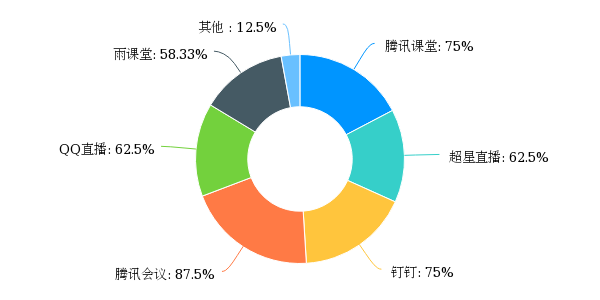 其他 : 12.5%
腾讯课堂: 75%
雨课堂: 58.33%
QQ直播: 62.5%
超星直播: 62.5%
腾讯会议: 87.5%
钉钉: 75%